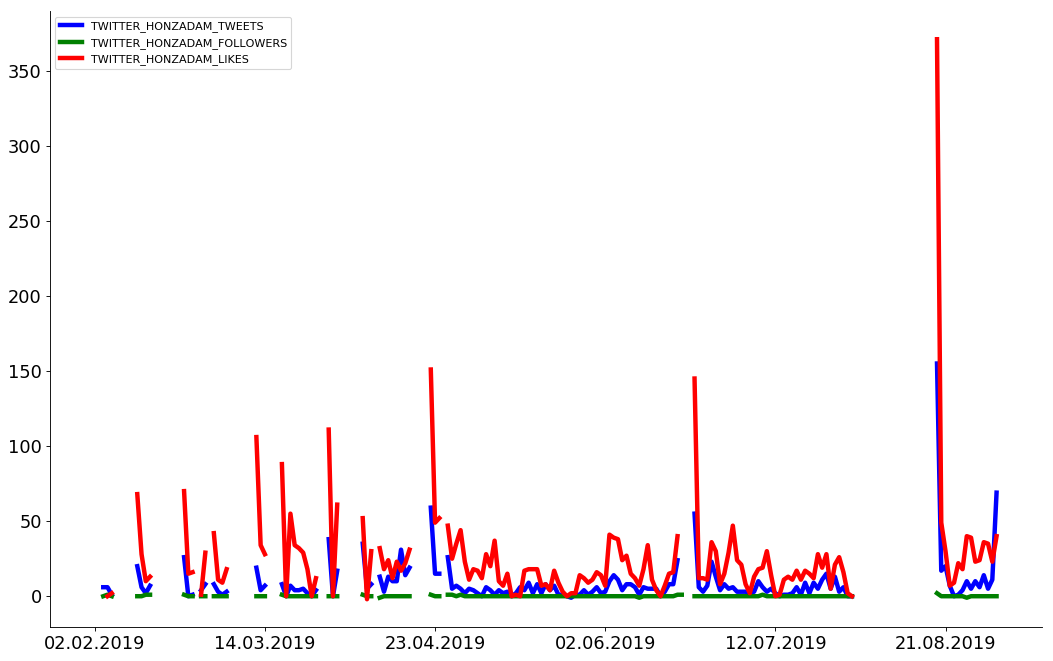 TWITTER_HONZADAM_TWEETS
TWITTER_HONZADAM_FOLLOWERS
TWITTER_HONZADAM_LIKES
350
300
250
200
150
100
50
0
02.02.2019 14.03.2019 23.04.2019 02.06.2019 12.07.2019 21.08.2019